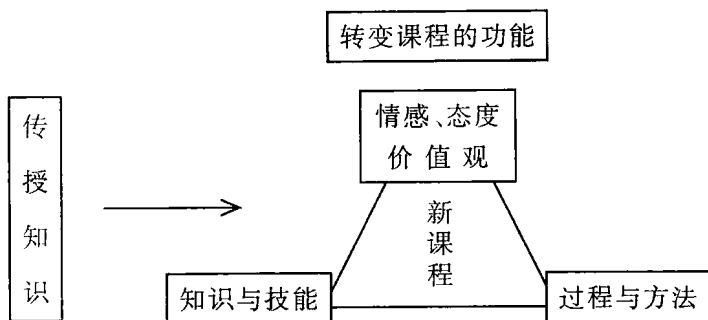 转变课程的功能
传授知识
情感、态度
价值观
新课程
知识与技能
过程与方法